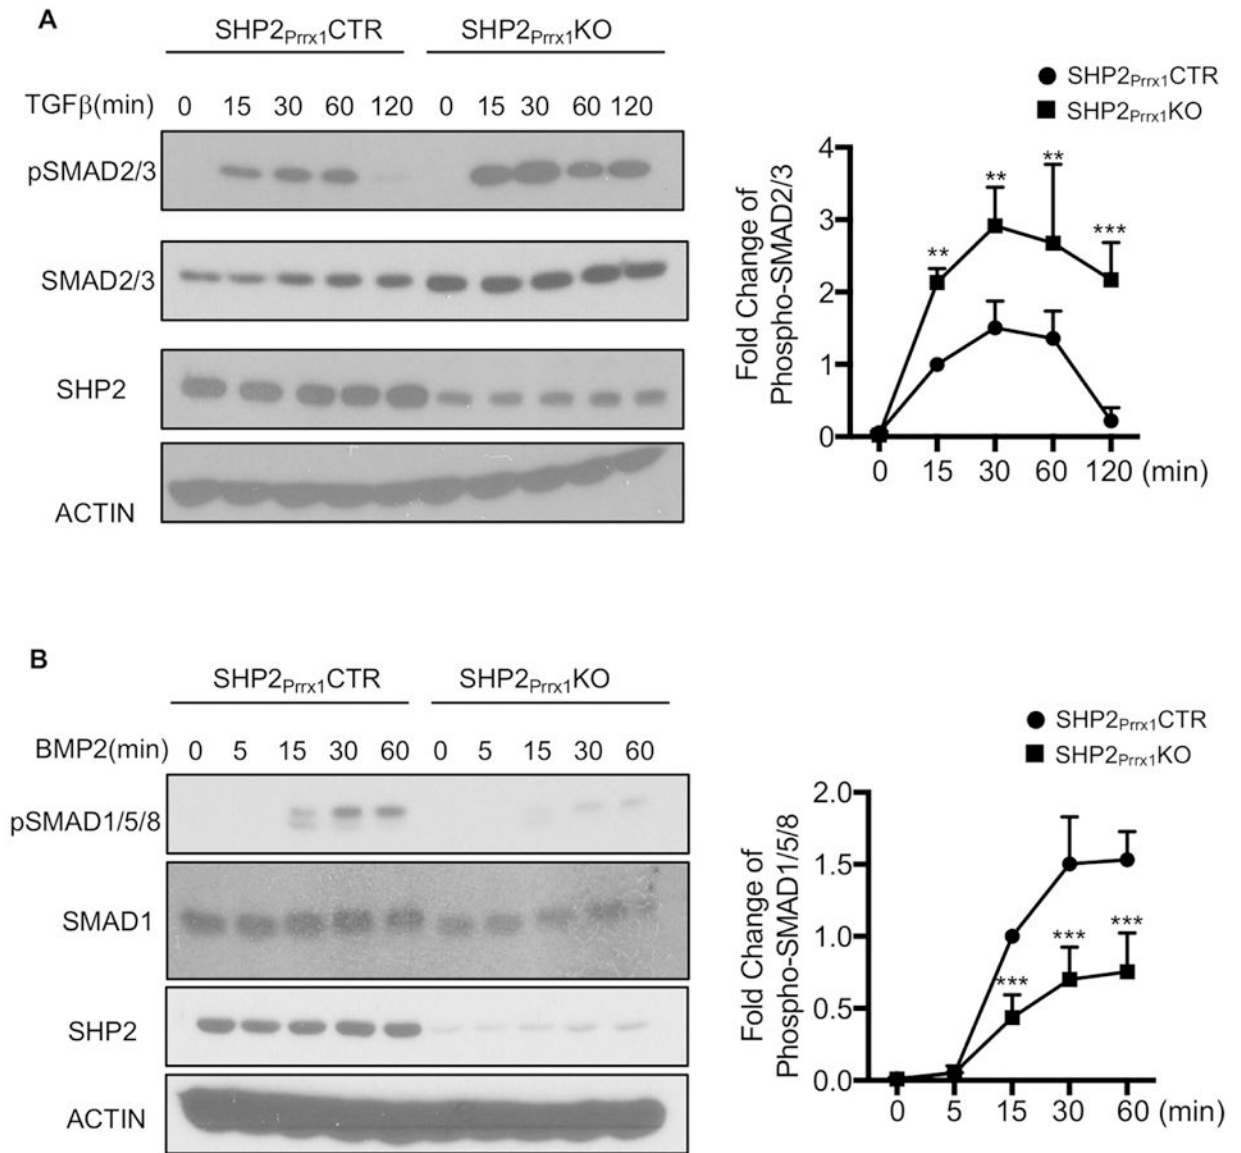 A
SHP2Prrx1CTR SHP2Prrx1KO
TGFβ(min) 0 15 30 60 120 0 15 30 60 120
pSMAD2/3
SMAD2/3
SHP2
ACTIN
SHP2Prrx1CTR
SHP2Prrx1KO
Fold Change of
Phospho-SMAD2/3
4
3
2
1
0
** ** ** ***
0 15 30 60 120 (min)
B
SHP2Prrx1CTR SHP2Prrx1KO
BMP2(min) 0 5 15 30 60 0 5 15 30 60
pSMAD1/5/8
SMAD1
SHP2
ACTIN
SHP2Prrx1CTR
SHP2Prrx1KO
Fold Change of
Phospho-SMAD1/5/8
2.0
1.5
1.0
0.5
0.0
*** *** ***
0 5 15 30 60 (min)